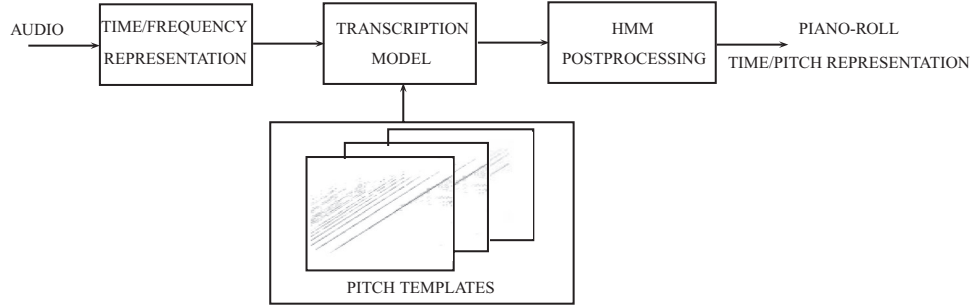 AUDIO
TIME/FREQUENCY
REPRESENTATION
TRANSCRIPTION
MODEL
HMM
POSTPROCESSING
PIANO-ROLL
TIME/PITCH REPRESENTATION
PITCH TEMPLATES